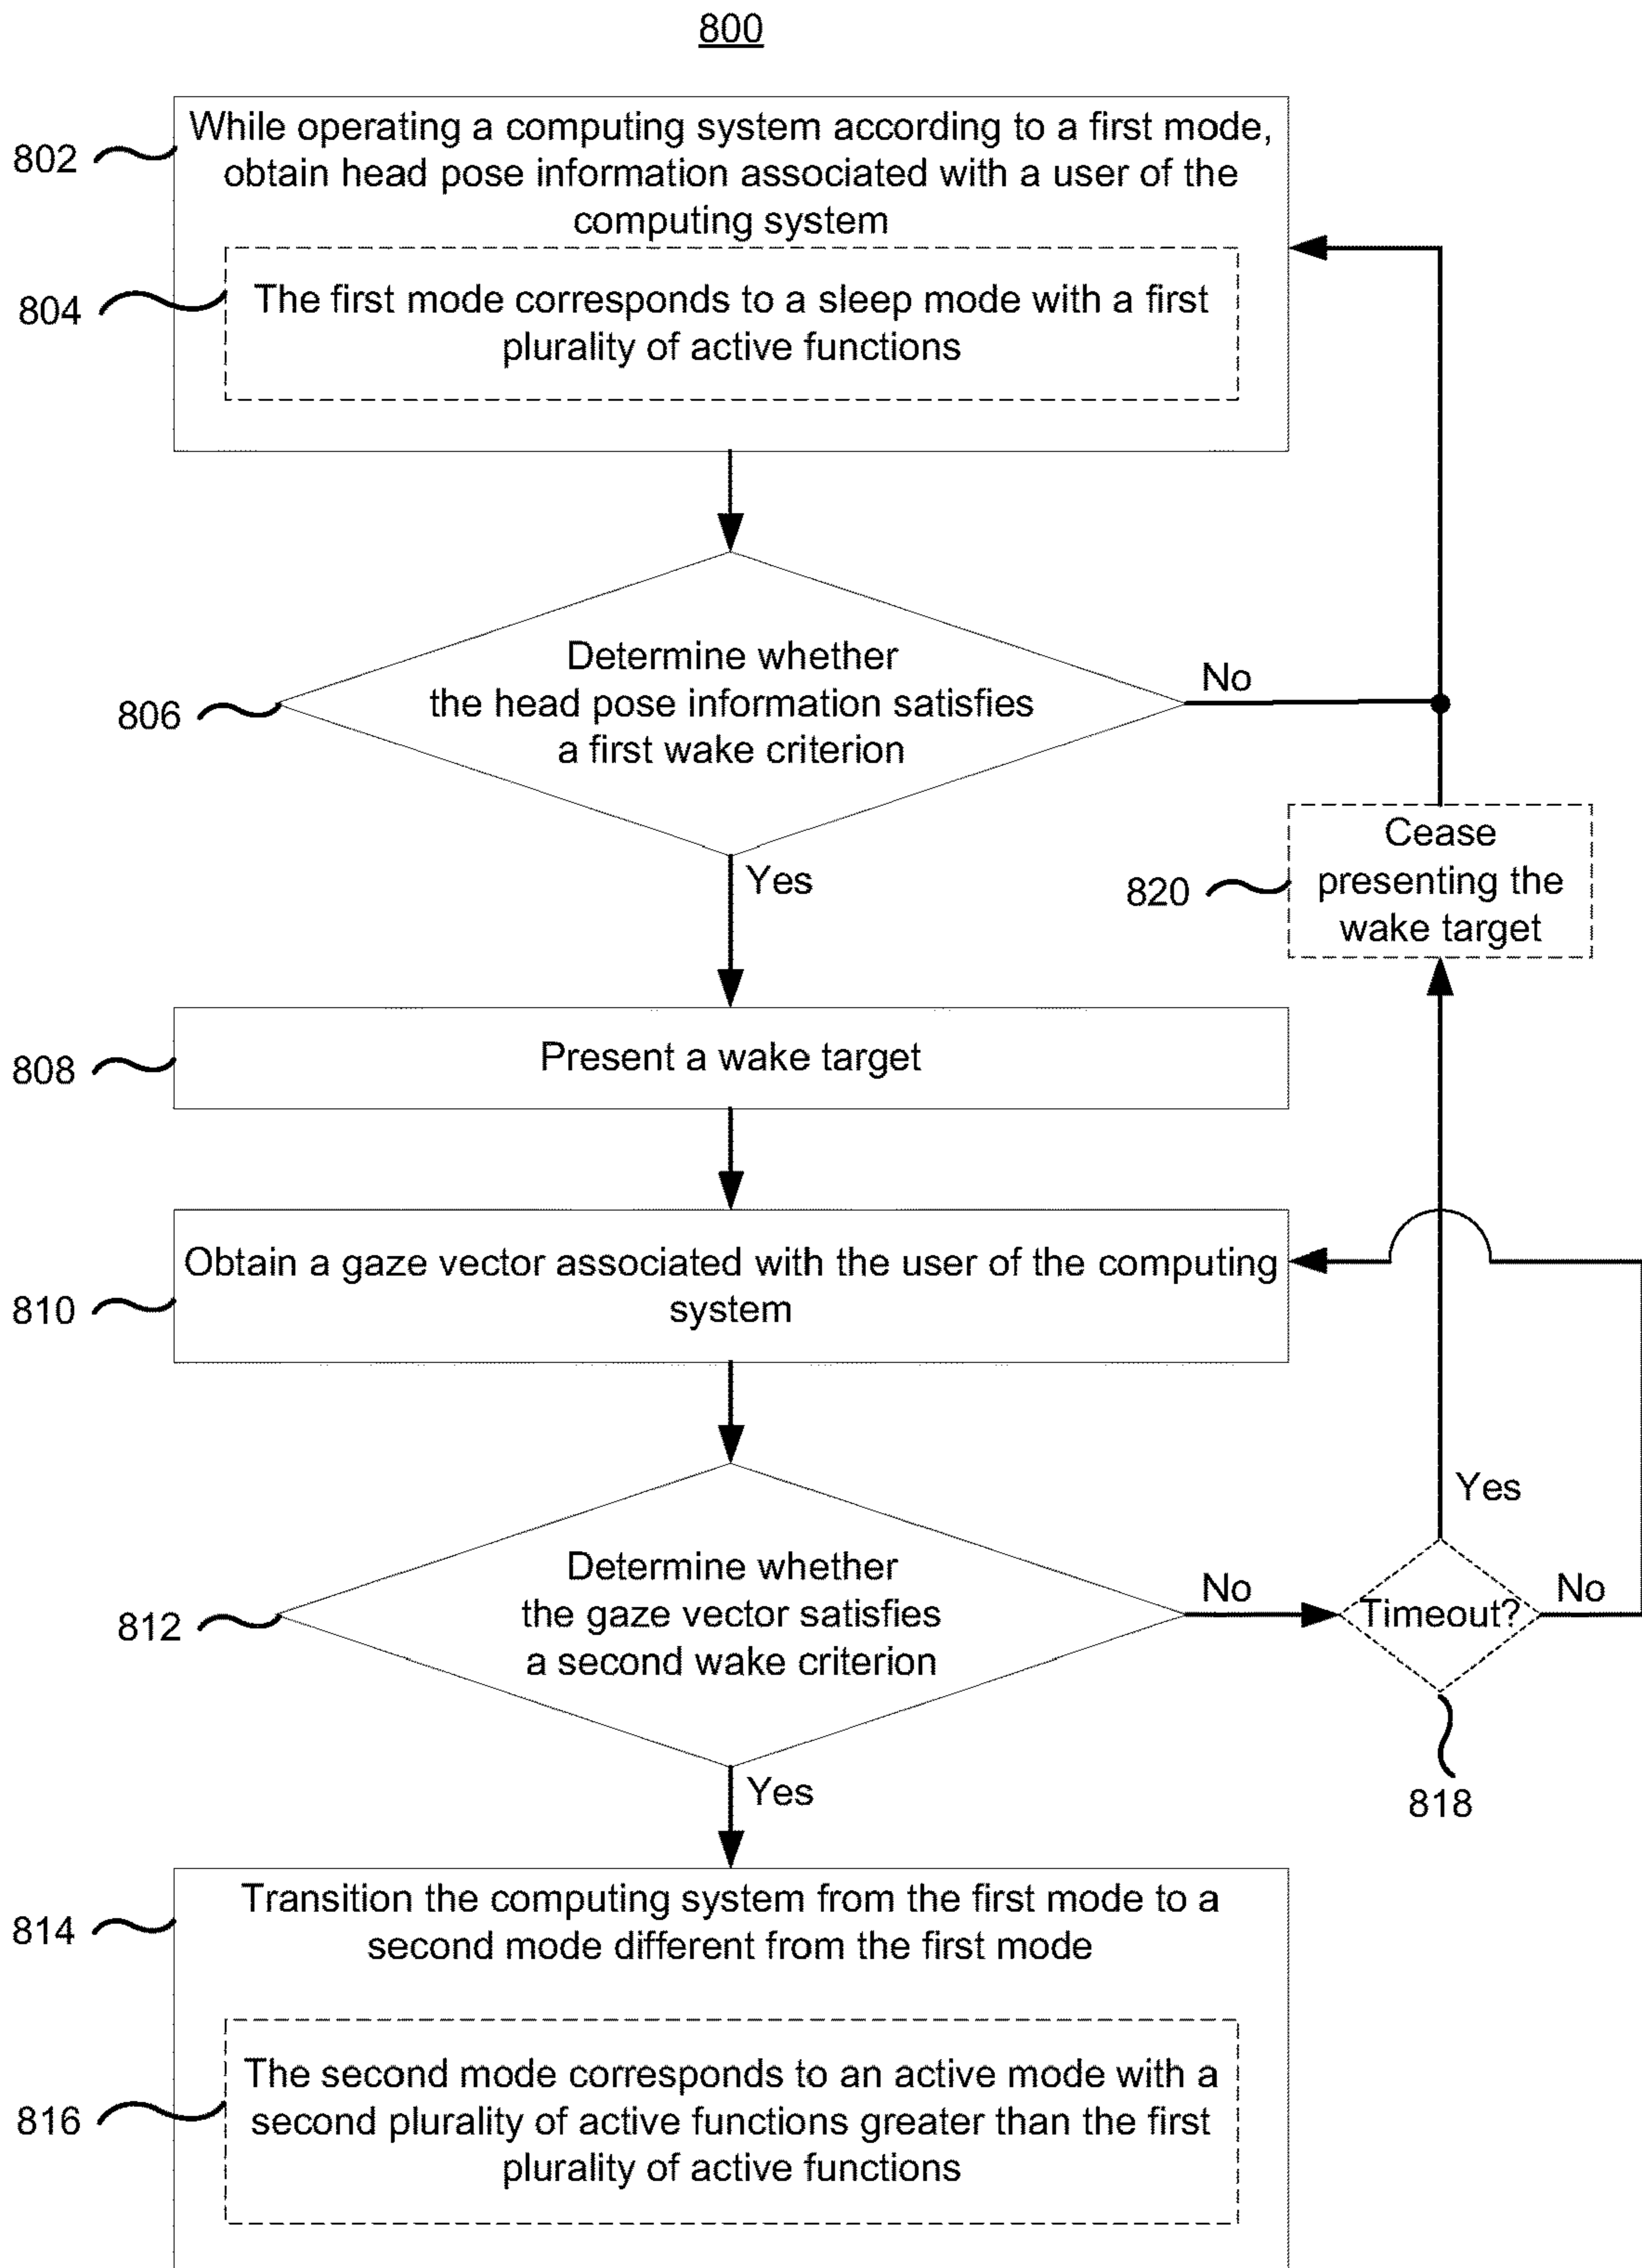 800
802
While operating a computing system according to a first mode,
obtain head pose information associated with a user of the
computing system
804
The first mode corresponds to a sleep mode with a first
plurality of active functions
806
Determine whether
the head pose information satisfies
a first wake criterion
No
Yes
820
Cease
presenting the
wake target
808
Present a wake target
810
Obtain a gaze vector associated with the user of the computing
system
812
Determine whether
the gaze vector satisfies
a second wake criterion
No
Timeout?
Yes
No
818
Yes
814
Transition the computing system from the first mode to a
second mode different from the first mode
816
The second mode corresponds to an active mode with a
second plurality of active functions greater than the first
plurality of active functions